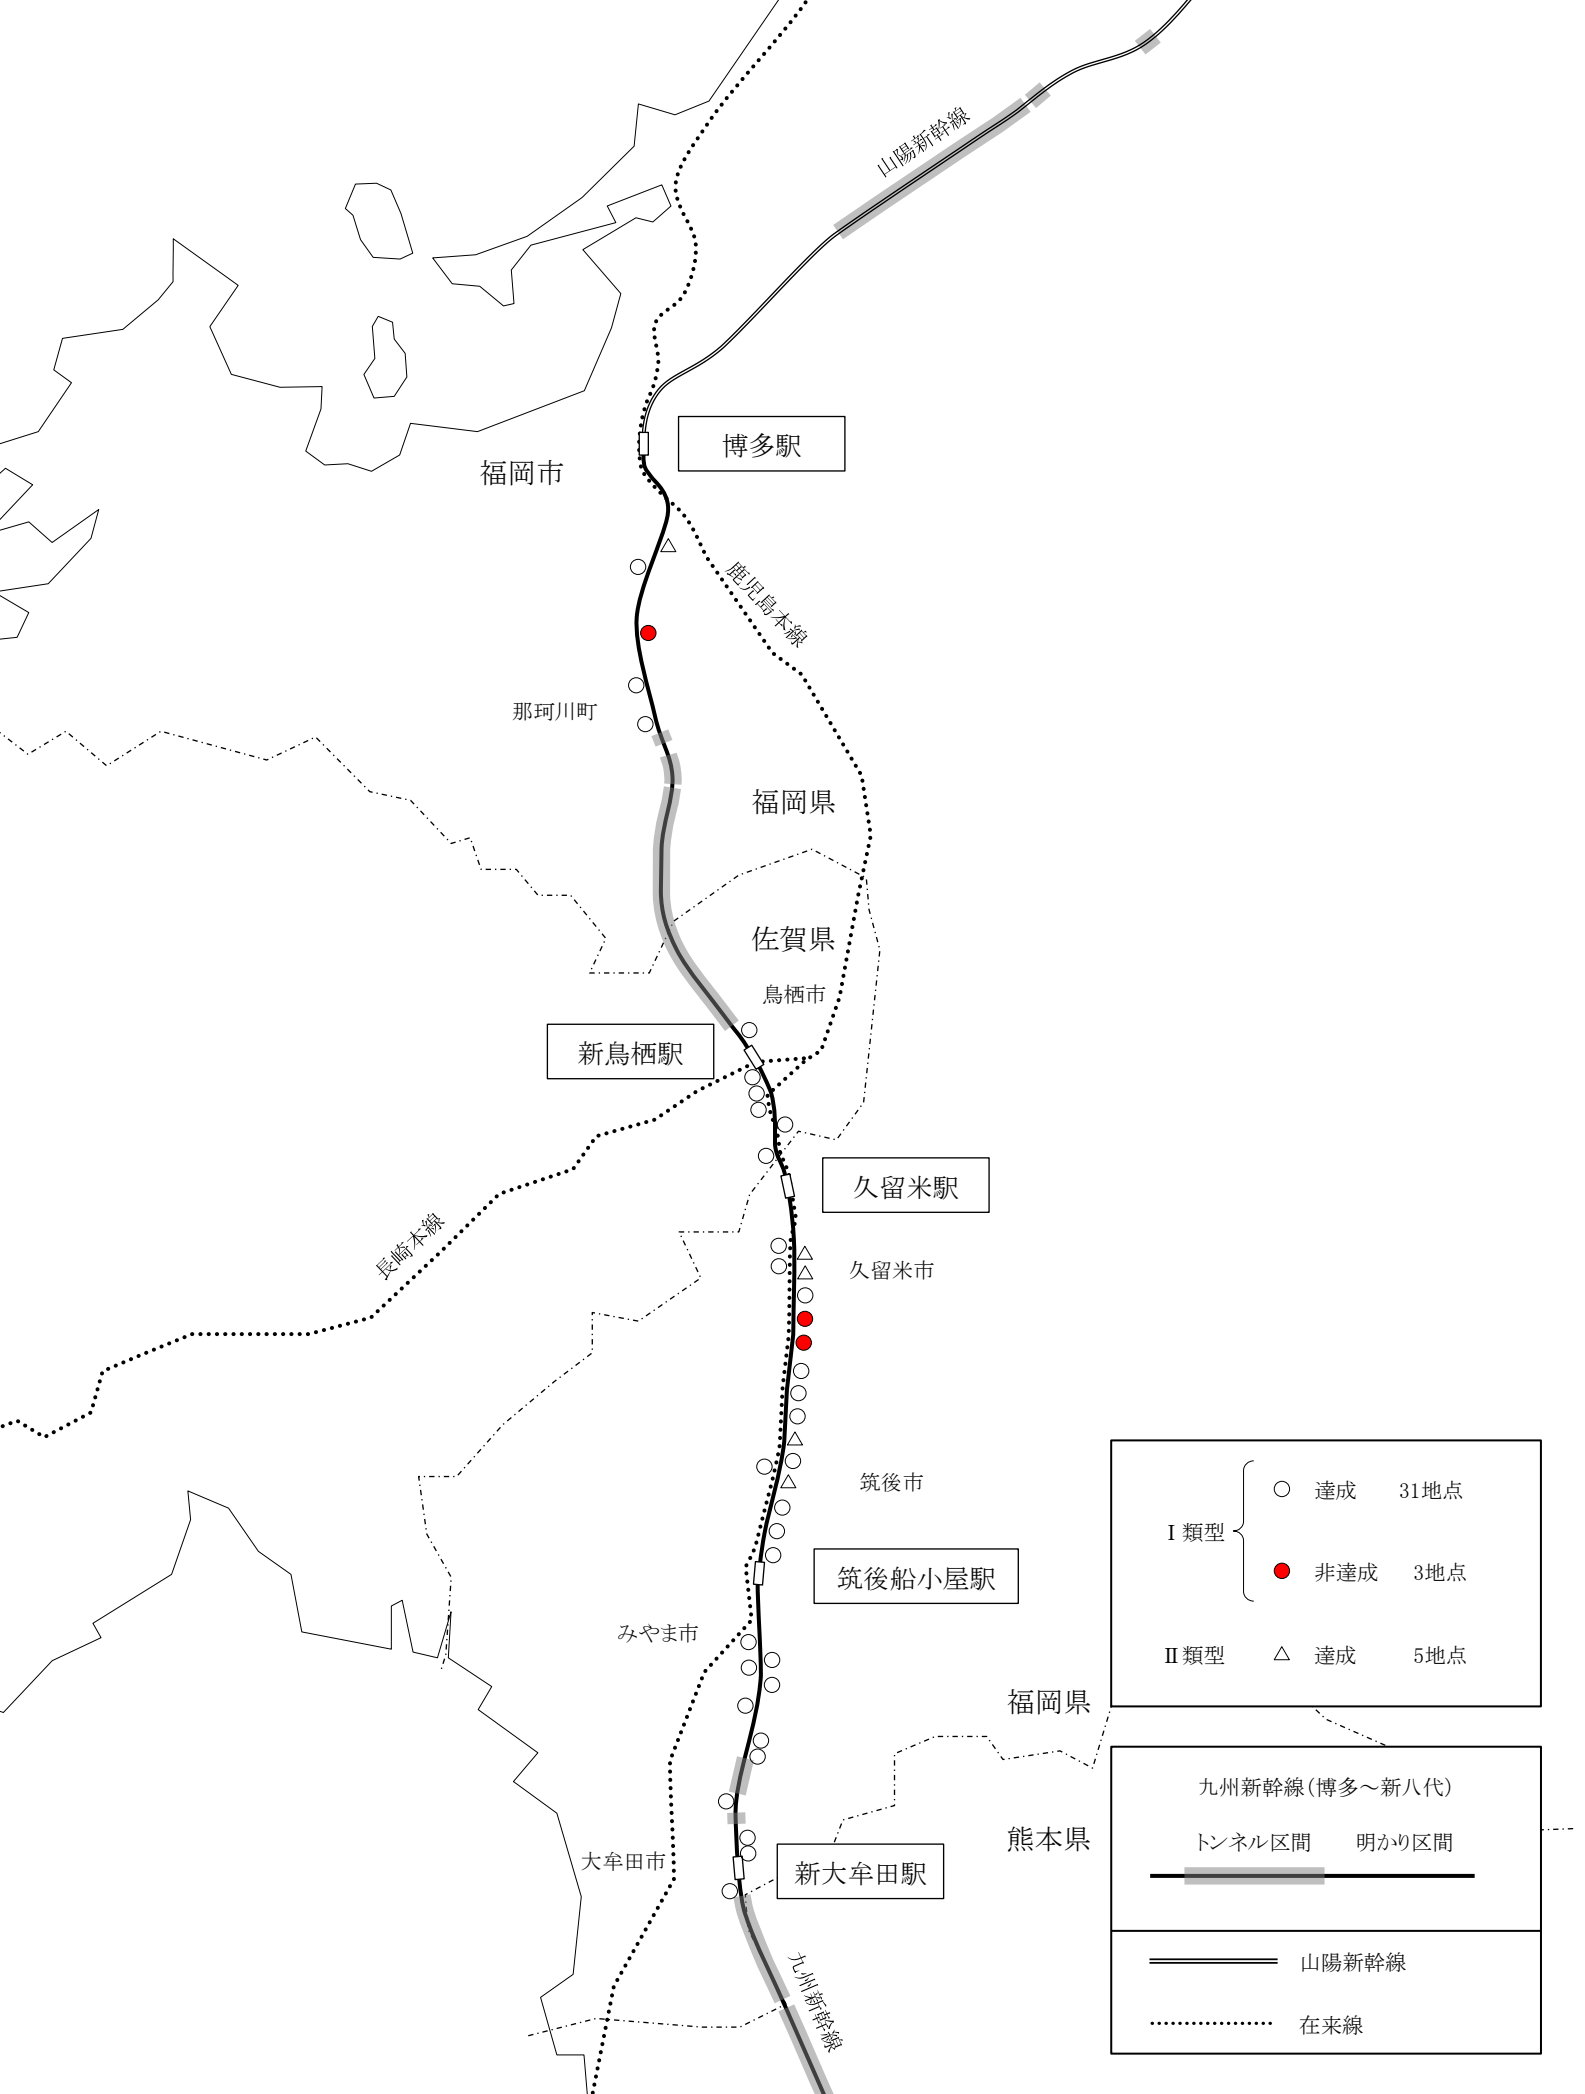 山陽新幹線
博多駅
福岡市
鹿児島本線
那珂川町
福岡県
佐賀県
鳥栖市
新鳥栖駅
久留米駅
長崎本線
久留米市
筑後市
筑後船小屋駅
みやま市
福岡県
熊本県
大牟田市
新大牟田駅
九州新幹線
Ⅰ類型
達成 31地点
非達成 3地点
Ⅱ類型 達成 5地点
九州新幹線（博多～新八代）
トンネル区間 明かり区間
山陽新幹線
在来線